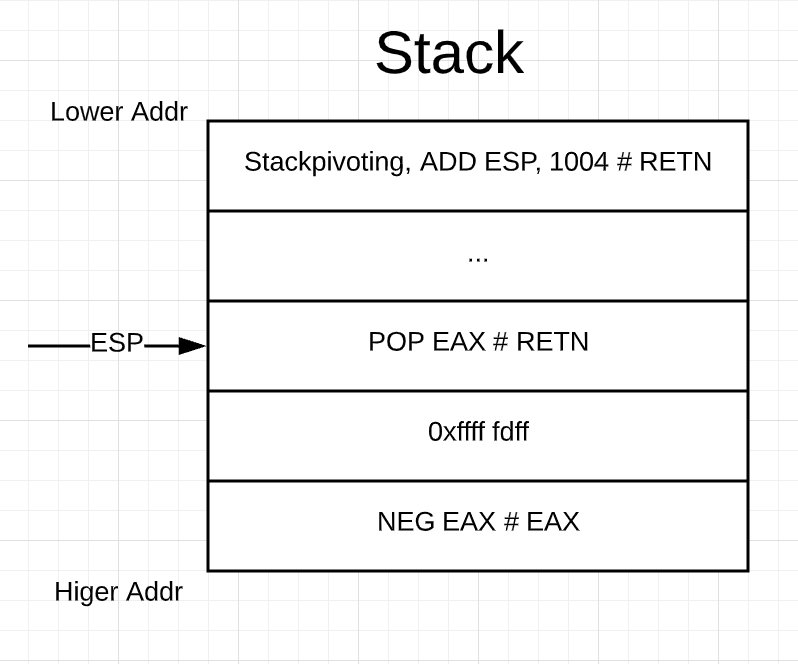 Stack
Lower Addr
Stackpivoting, ADD ESP, 1004 # RETN
...
ESP
POP EAX # RETN
0xffff fdff
NEG EAX # EAX
Higer Addr